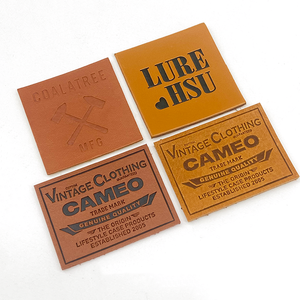 COALATREE
MFG
LURE
HSU
VINTAGE CLOTHING
CAMEO
TRADE MARK
GENUINE QUALITY
THE ORIGIN
LIFESTYLE CASE PRODUCTS
ESTABLISHED 2005
VINTAGE CLOTHING
CAMEO
TRADE MARK
GENUINE QUALITY
THE ORIGIN
LIFESTYLE CASE PRODUCTS
ESTABLISHED 2005